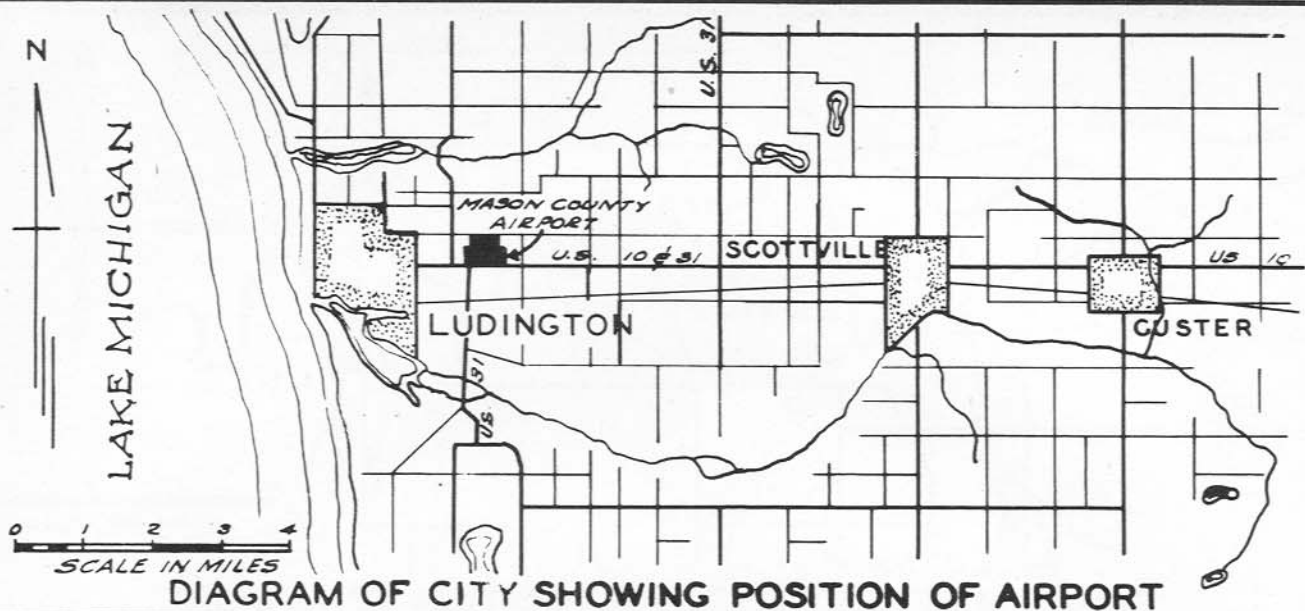 N
LAKE MICHIGAN
U.S. 31
MASON COUNTY
AIRPORT
U.S. 10 & 31
SCOTTVILLE
US 10
LUDINGTON
CUSTER
US 31
0 1 2 3 4
SCALE IN MILES
DIAGRAM OF CITY SHOWING POSITION OF AIRPORT